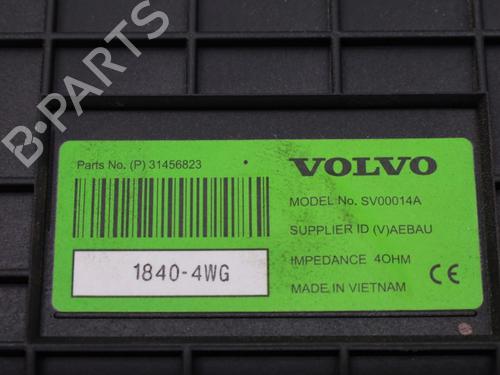 B-PARTS
Parts No. (P) 31456823
1840-4WG
VOLVO
MODEL No. SV00014A
SUPPLIER ID (V)AEBAU
IMPEDANCE 4OHM
MADE IN VIETNAM
CE